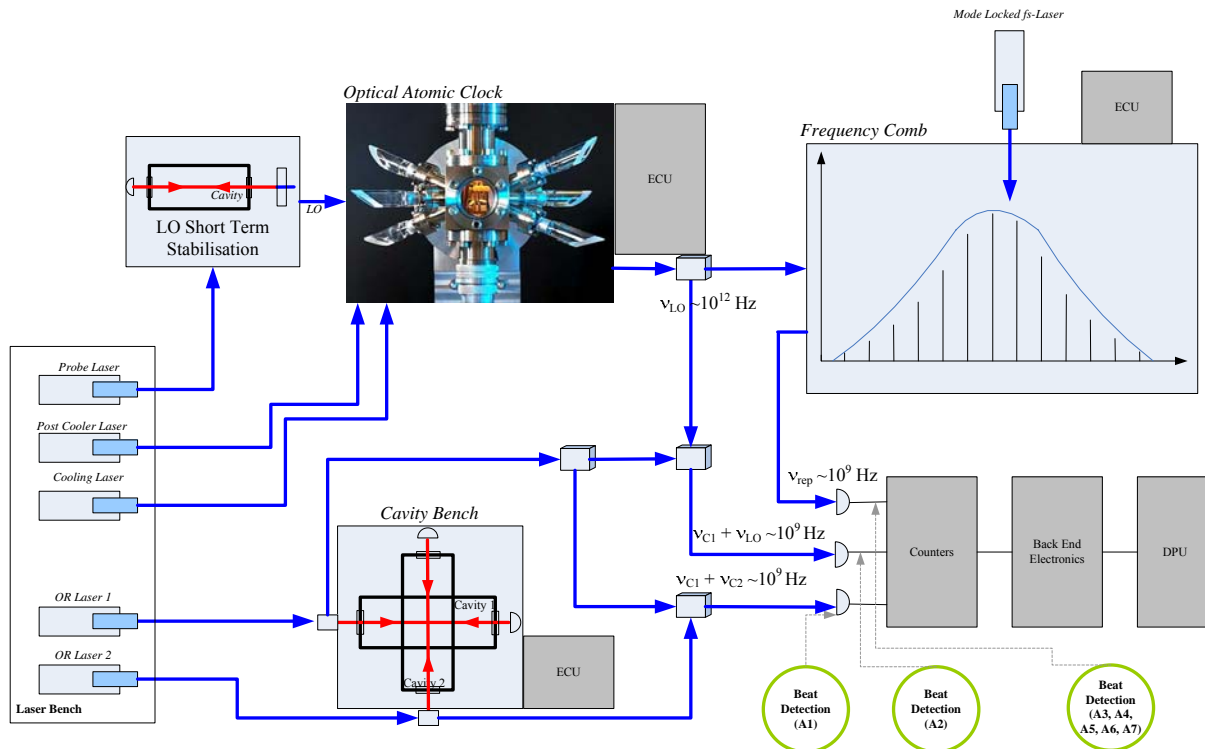 Mode Locked fs-Laser
Optical Atomic Clock
ECU
Frequency Comb
ECU
Cavity
LO
LO Short Term
Stabilisation
νLO ~10¹² Hz
Probe Laser
Post Cooler Laser
Cooling Laser
OR Laser 1
OR Laser 2
Laser Bench
Cavity Bench
Cavity 1
Cavity 2
ECU
νrep ~10⁹ Hz
νC1 + νLO ~10⁹ Hz
νC1 + νC2 ~10⁹ Hz
Counters
Back End
Electronics
DPU
Beat
Detection
(A1)
Beat
Detection
(A2)
Beat
Detection
(A3, A4,
A5, A6, A7)